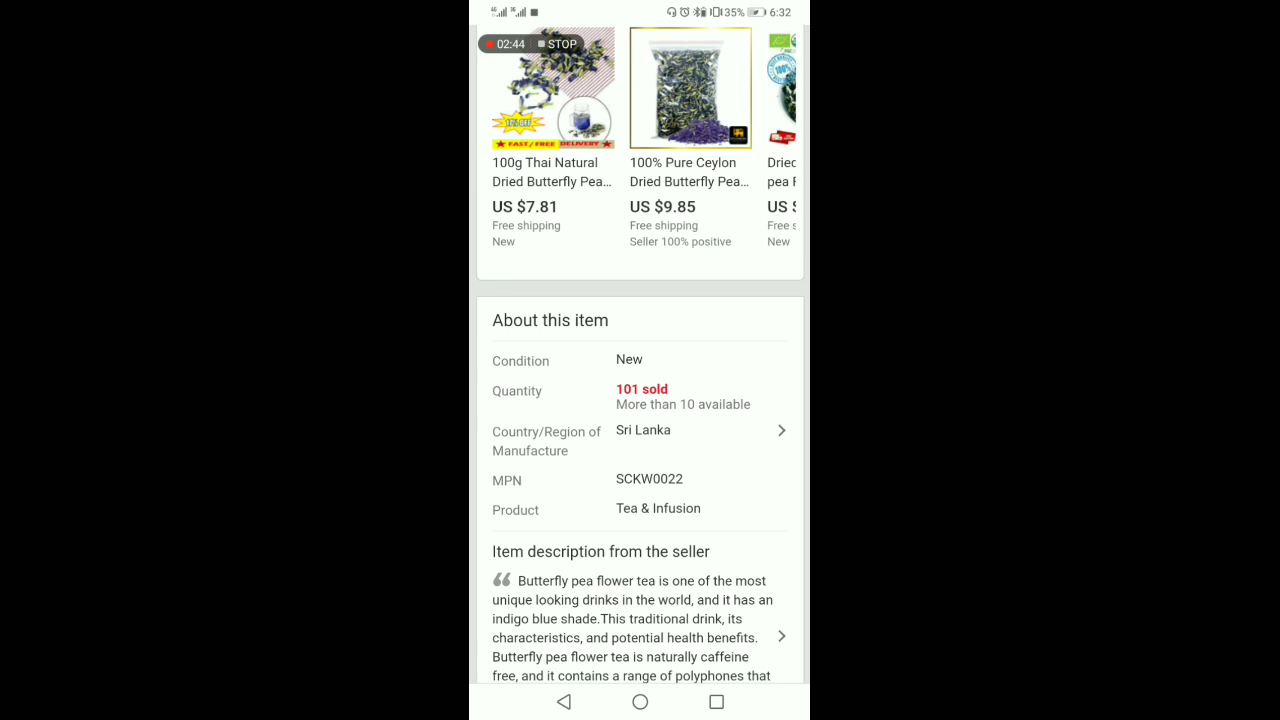 4G 3G 35% 6:32
02:44 STOP
10% OFF
★ FAST / FREE DELIVERY ★
100%
100g Thai Natural
Dried Butterfly Pea...
US $7.81
Free shipping
New
100% Pure Ceylon
Dried Butterfly Pea...
US $9.85
Free shipping
Seller 100% positive
Dried
pea F
US $
Free s
New
About this item
Condition New
Quantity 101 sold
More than 10 available
Country/Region of Manufacture Sri Lanka
MPN SCKW0022
Product Tea & Infusion
Item description from the seller
Butterfly pea flower tea is one of the most
unique looking drinks in the world, and it has an
indigo blue shade.This traditional drink, its
characteristics, and potential health benefits.
Butterfly pea flower tea is naturally caffeine
free, and it contains a range of polyphones that